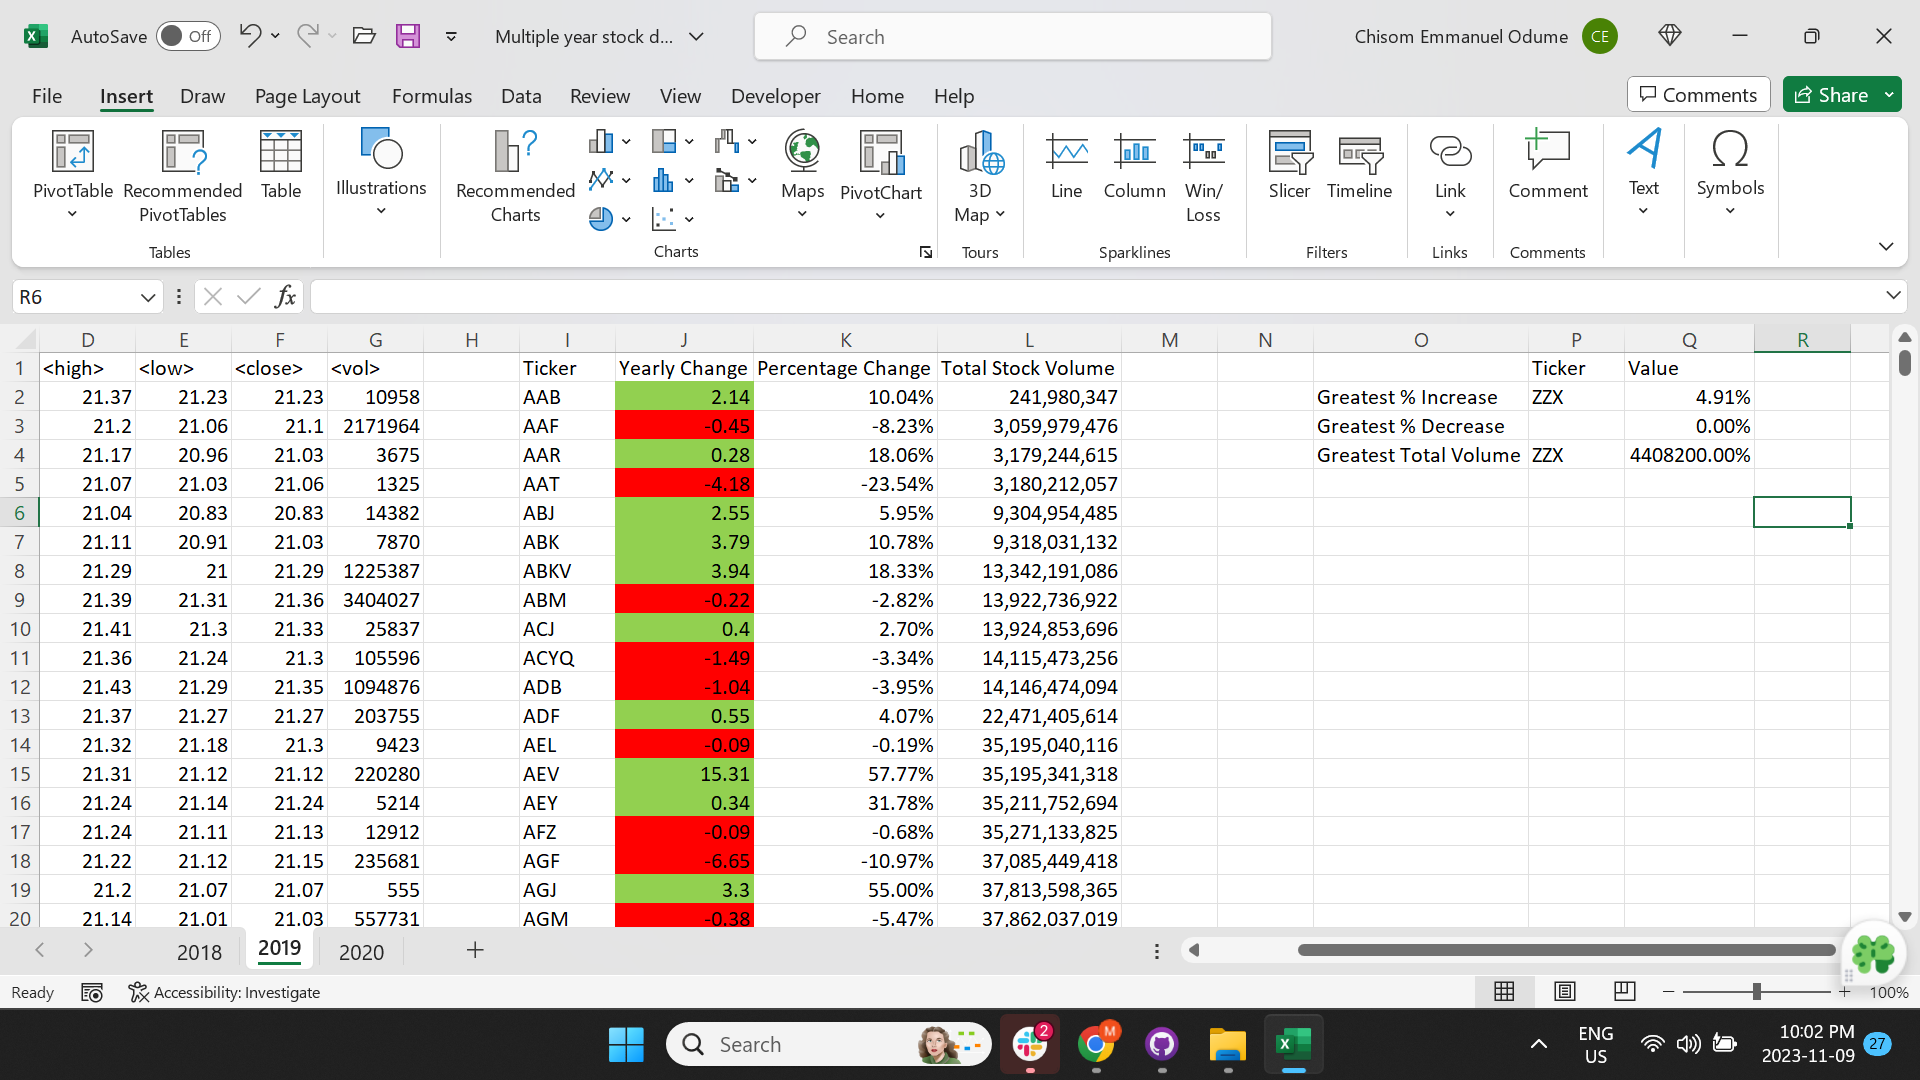 AutoSave Off Multiple year stock d... Search Chisom Emmanuel Odume CE
File Insert Draw Page Layout Formulas Data Review View Developer Home Help Comments Share
PivotTable Recommended PivotTables Table Illustrations Recommended Charts Maps PivotChart 3D Map Line Column Win/Loss Slicer Timeline Link Comment Text Symbols
Tables Charts Tours Sparklines Filters Links Comments
R6 fx
D E F G H I J K L M N O P Q R
1 <high> <low> <close> <vol> Ticker Yearly Change Percentage Change Total Stock Volume Ticker Value
2 21.37 21.23 21.23 10958 AAB 2.14 10.04% 241,980,347 Greatest % Increase ZZX 4.91%
3 21.2 21.06 21.1 2171964 AAF -0.45 -8.23% 3,059,979,476 Greatest % Decrease 0.00%
4 21.17 20.96 21.03 3675 AAR 0.28 18.06% 3,179,244,615 Greatest Total Volume ZZX 4408200.00%
5 21.07 21.03 21.06 1325 AAT -4.18 -23.54% 3,180,212,057
6 21.04 20.83 20.83 14382 ABJ 2.55 5.95% 9,304,954,485
7 21.11 20.91 21.03 7870 ABK 3.79 10.78% 9,318,031,132
8 21.29 21 21.29 1225387 ABKV 3.94 18.33% 13,342,191,086
9 21.39 21.31 21.36 3404027 ABM -0.22 -2.82% 13,922,736,922
10 21.41 21.3 21.33 25837 ACJ 0.4 2.70% 13,924,853,696
11 21.36 21.24 21.3 105596 ACYQ -1.49 -3.34% 14,115,473,256
12 21.43 21.29 21.35 1094876 ADB -1.04 -3.95% 14,146,474,094
13 21.37 21.27 21.27 203755 ADF 0.55 4.07% 22,471,405,614
14 21.32 21.18 21.3 9423 AEL -0.09 -0.19% 35,195,040,116
15 21.31 21.12 21.12 220280 AEV 15.31 57.77% 35,195,341,318
16 21.24 21.14 21.24 5214 AEY 0.34 31.78% 35,211,752,694
17 21.24 21.11 21.13 12912 AFZ -0.09 -0.68% 35,271,133,825
18 21.22 21.12 21.15 235681 AGF -6.65 -10.97% 37,085,449,418
19 21.2 21.07 21.07 555 AGJ 3.3 55.00% 37,813,598,365
20 21.14 21.01 21.03 557731 AGM -0.38 -5.47% 37,862,037,019
2018 2019 2020
Ready Accessibility: Investigate 100%
Search 2 M ENG 10:02 PM
US 2023-11-09 27